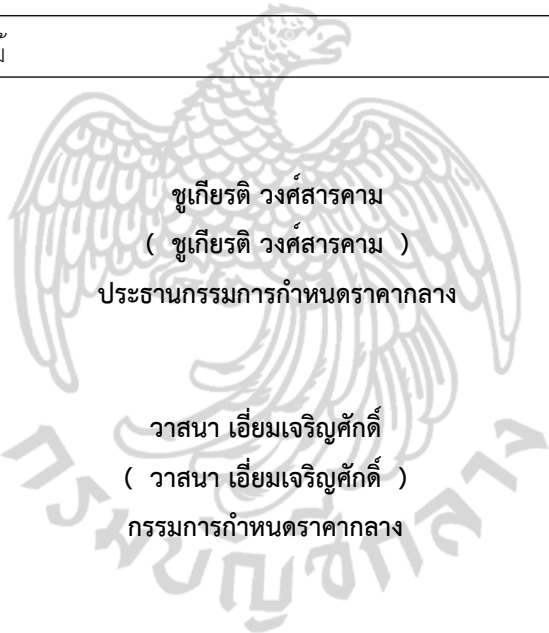 ชูเกียรติ วงศ์สารคาม
( ชูเกียรติ วงศ์สารคาม )
ประธานกรรมการกำหนดราคากลาง
วาสนา เอี่ยมเจริญศักดิ์
( วาสนา เอี่ยมเจริญศักดิ์ )
กรรมการกำหนดราคากลาง
กรมบัญชีกลาง